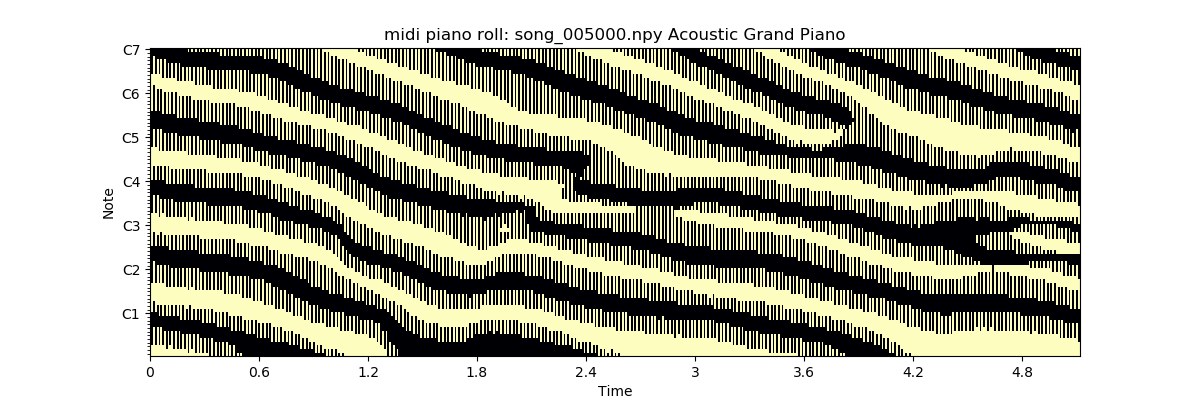 midi piano roll: song_005000.npy Acoustic Grand Piano
C7
C6
C5
C4
C3
C2
C1
Note
0 0.6 1.2 1.8 2.4 3 3.6 4.2 4.8
Time